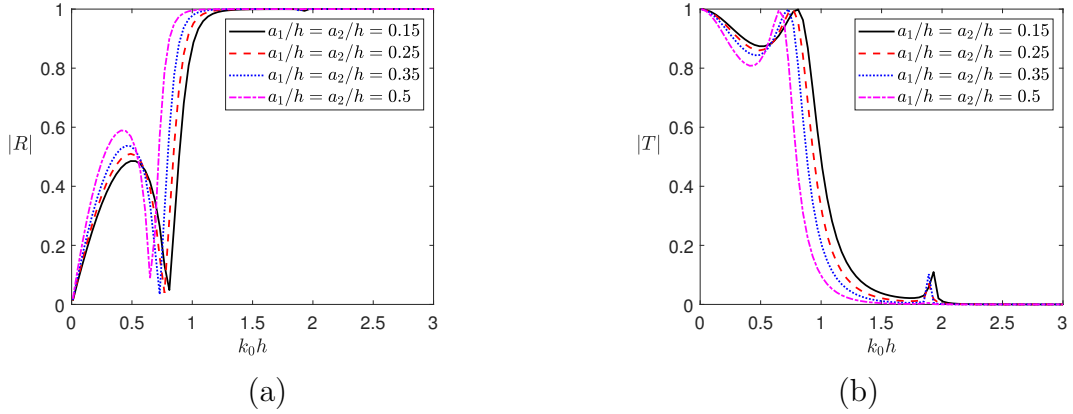 1
0.8
0.6
|R|
0.4
0.2
0
0 0.5 1 1.5 2 2.5 3
k₀h
a₁/h = a₂/h = 0.15
a₁/h = a₂/h = 0.25
a₁/h = a₂/h = 0.35
a₁/h = a₂/h = 0.5
(a)
1
0.8
0.6
|T|
0.4
0.2
0
0 0.5 1 1.5 2 2.5 3
k₀h
a₁/h = a₂/h = 0.15
a₁/h = a₂/h = 0.25
a₁/h = a₂/h = 0.35
a₁/h = a₂/h = 0.5
(b)